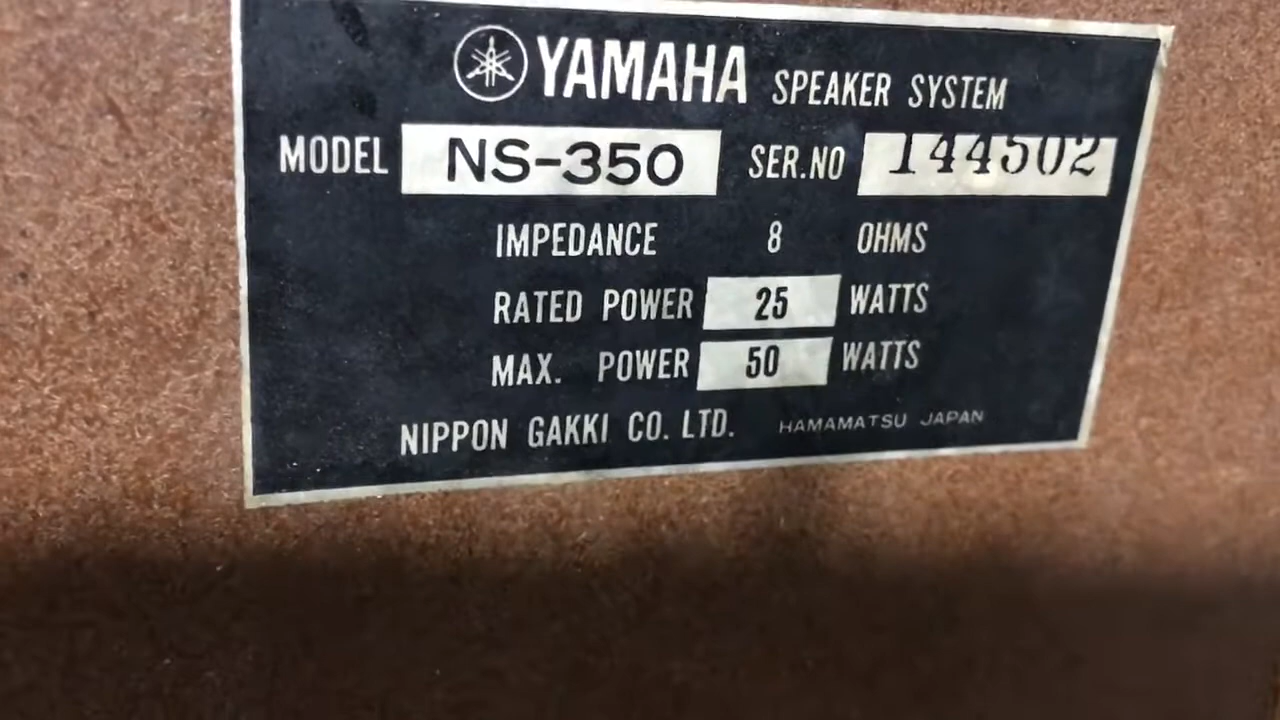 YAMAHA SPEAKER SYSTEM
MODEL NS-350 SER.NO 144502
IMPEDANCE 8 OHMS
RATED POWER 25 WATTS
MAX. POWER 50 WATTS
NIPPON GAKKI CO. LTD. HAMAMATSU JAPAN